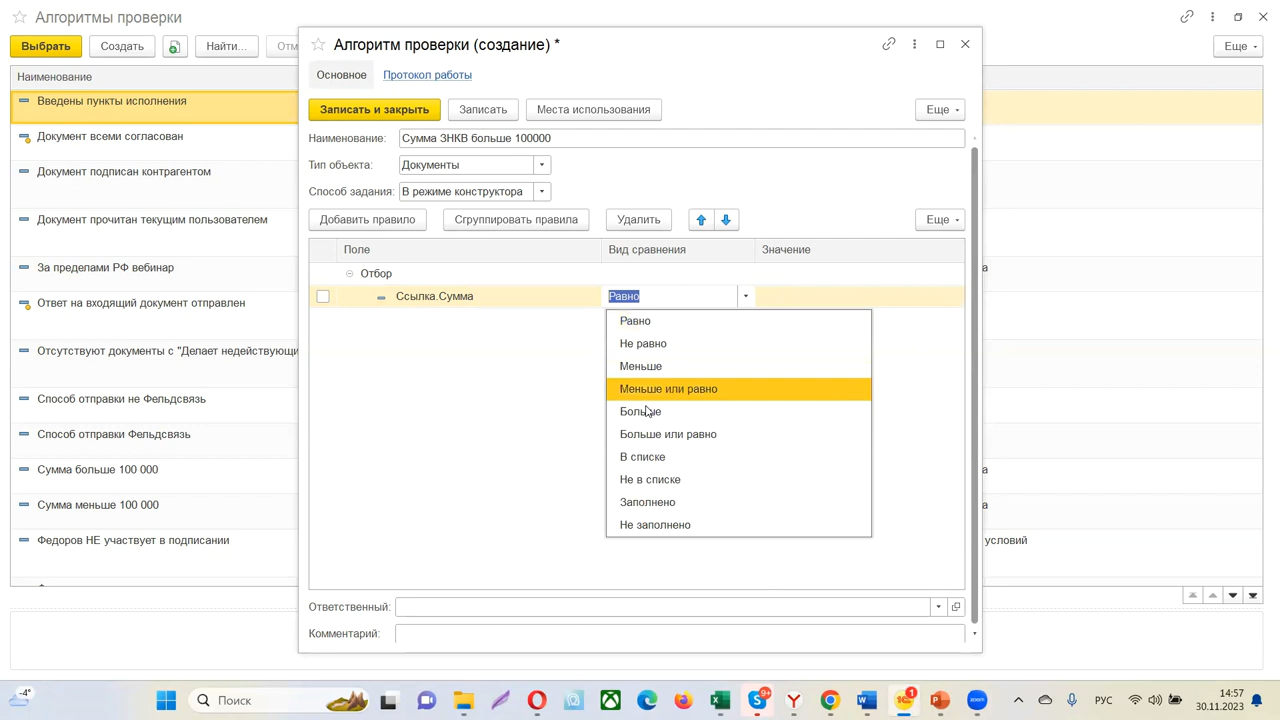 Алгоритмы проверки
Выбрать
Создать
Найти...
Отм
Еще
Наименование
Введены пункты исполнения
Документ всеми согласован
Документ подписан контрагентом
Документ прочитан текущим пользователем
За пределами РФ вебинар
Ответ на входящий документ отправлен
Отсутствуют документы с "Делает недействующи
Способ отправки не Фельдсвязь
Способ отправки Фельдсвязь
Сумма больше 100 000
Сумма меньше 100 000
Федоров НЕ участвует в подписании
а
а
а
а
условий
Алгоритм проверки (создание) *
Основное
Протокол работы
Записать и закрыть
Записать
Места использования
Еще
Наименование: Сумма ЗНКВ больше 100000
Тип объекта: Документы
Способ задания: В режиме конструктора
Добавить правило
Сгруппировать правила
Удалить
Еще
Поле
Вид сравнения
Значение
Отбор
Ссылка.Сумма
Равно
Равно
Не равно
Меньше
Меньше или равно
Больше
Больше или равно
В списке
Не в списке
Заполнено
Не заполнено
Ответственный:
Комментарий:
-4°
Поиск
9+
1
zoom
РУС
14:57
30.11.2023